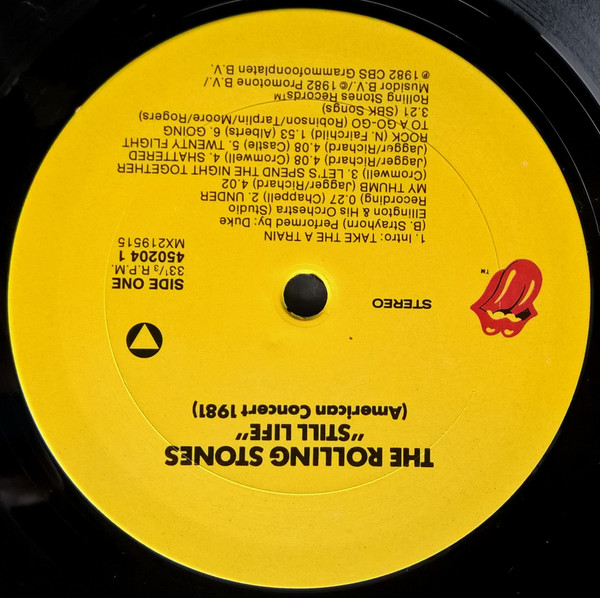 THE ROLLING STONES
"STILL LIFE"
(American Concert 1981)
STEREO
TM
SIDE ONE
33 1/3 R.P.M.
450204 1
MX219515
1. Intro: TAKE THE A TRAIN
(B. Strayhorn) (Performed by: Duke
Ellington & His Orchestra (Studio
Recording) 0.27 (Chappell) 2. UNDER
MY THUMB Jagger/Richard 4.02
(Cromwell) 3. LET'S SPEND THE NIGHT TOGETHER
Jagger/Richard 4.08 (Cromwell) 4. SHATTERED
Jagger/Richard 4.08 (Castle) 5. TWENTY FLIGHT
ROCK (N. Fairchild 1.53 (Alberts) 6. GOING
TO A GO-GO (Robinson/Tarplin/Moore/Rogers)
3.21 (SBK Songs)
Rolling Stones Records™
Musidor B.V./© 1982 Promotone B.V./
℗ 1982 CBS Grammofoonplaten B.V.